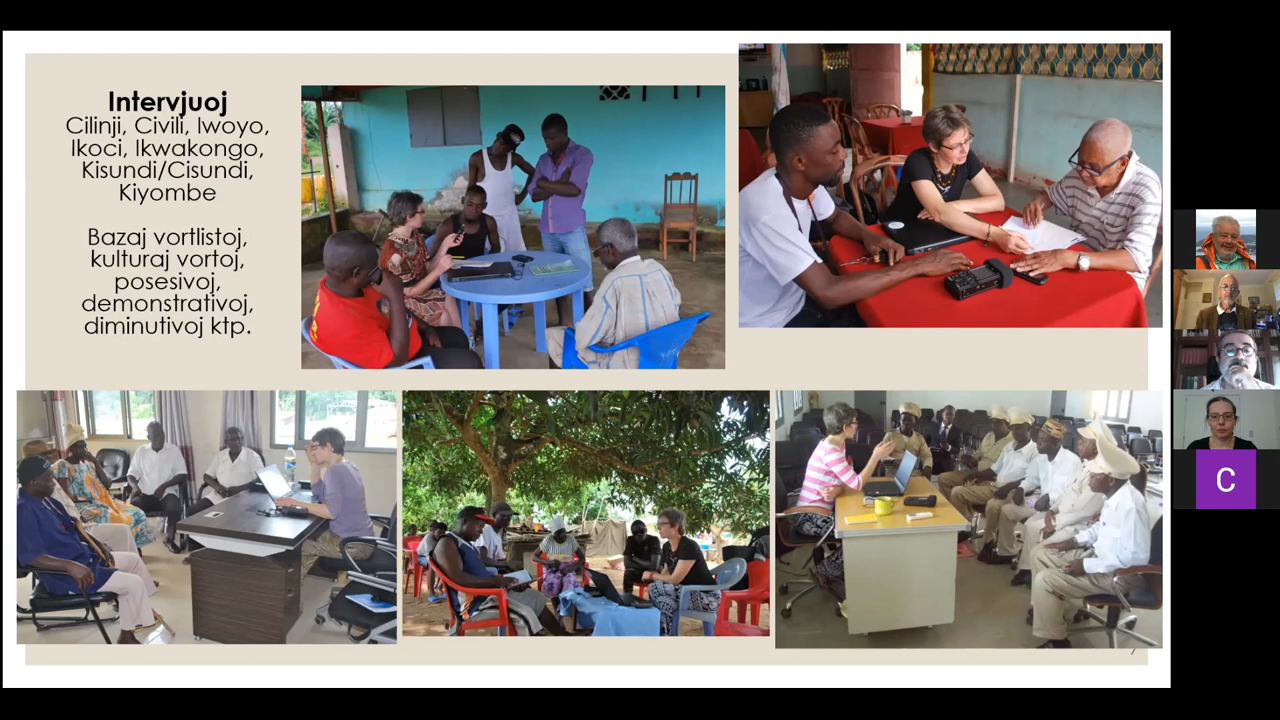 Intervjuoj
Cilinji, Civili, Iwoyo,
Ikoci, Ikwakongo,
Kisundi/Cisundi,
Kiyombe
Bazaj vortlistoj,
kulturaj vortoj,
posesivoj,
demonstrativoj,
diminutivoj ktp.
C